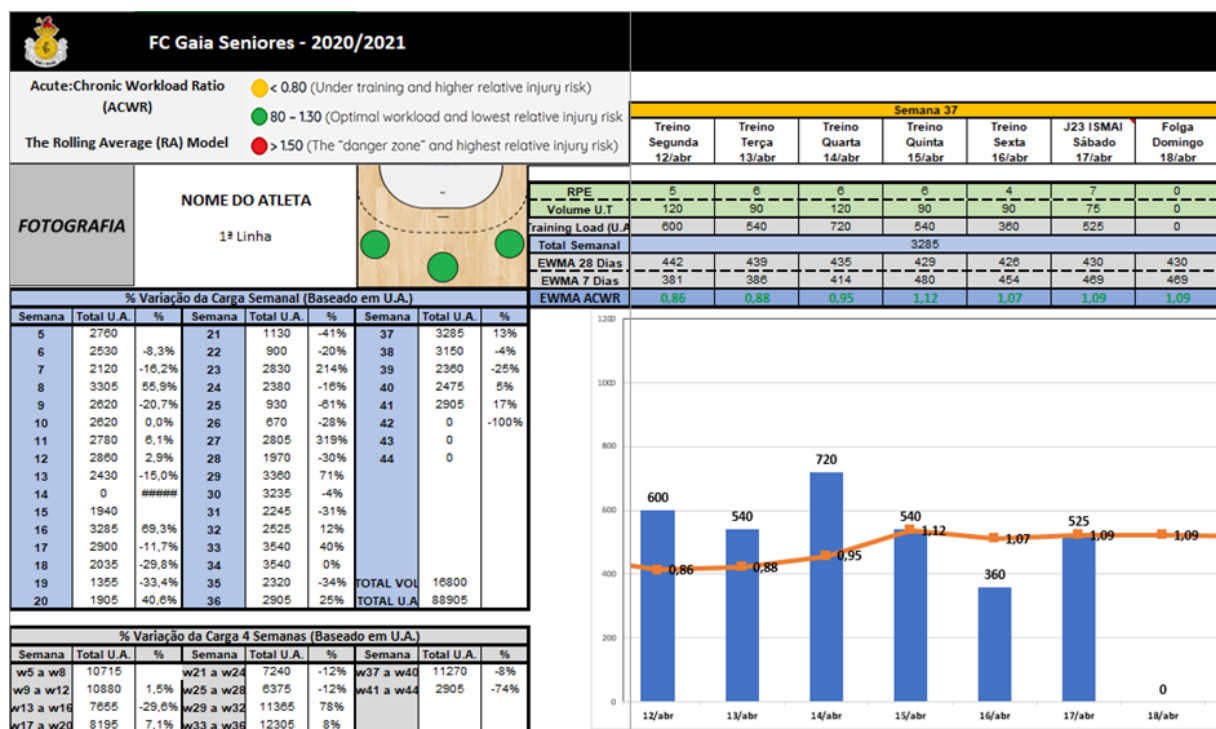 FC Gaia Seniores - 2020/2021
Acute:Chronic Workload Ratio
(ACWR)
The Rolling Average (RA) Model
< 0.80 (Under training and higher relative injury risk)
80 – 1.30 (Optimal workload and lowest relative injury risk
> 1.50 (The "danger zone" and highest relative injury risk)
Semana 37
Treino Segunda 12/abr Treino Terça 13/abr Treino Quarta 14/abr Treino Quinta 15/abr Treino Sexta 16/abr J23 ISMAI Sábado 17/abr Folga Domingo 18/abr
FOTOGRAFIA
NOME DO ATLETA
1ª Linha
RPE 5 6 6 6 4 7 0
Volume U.T 120 90 120 90 90 75 0
Training Load (U.A 600 540 720 540 360 525 0
Total Semanal 3285
EWMA 28 Dias 442 439 435 429 426 430 430
EWMA 7 Dias 381 386 414 480 454 469 469
EWMA ACWR 0,86 0,88 0,95 1,12 1,07 1,09 1,09
% Variação da Carga Semanal (Baseado em U.A.)
Semana Total U.A. % Semana Total U.A. % Semana Total U.A. %
5 2760 21 1130 -41% 37 3285 13%
6 2530 -8,3% 22 900 -20% 38 3150 -4%
7 2120 -16,2% 23 2830 214% 39 2360 -25%
8 3305 55,9% 24 2380 -16% 40 2475 5%
9 2620 -20,7% 25 930 -61% 41 2905 17%
10 2620 0,0% 26 670 -28% 42 0 -100%
11 2780 6,1% 27 2805 319% 43 0
12 2860 2,9% 28 1970 -30% 44 0
13 2430 -15,0% 29 3360 71%
14 0 ##### 30 3235 -4%
15 1940 31 2245 -31%
16 3285 69,3% 32 2525 12%
17 2900 -11,7% 33 3540 40%
18 2035 -29,8% 34 3540 0%
19 1355 -33,4% 35 2320 -34% TOTAL VOL 16800
20 1905 40,6% 36 2905 25% TOTAL U.A 88905
% Variação da Carga 4 Semanas (Baseado em U.A.)
Semana Total U.A. % Semana Total U.A. % Semana Total U.A. %
w5 a w8 10715 w21 a w24 7240 -12% w37 a w40 11270 -8%
w9 a w12 10880 1,5% w25 a w28 6375 -12% w41 a w44 2905 -74%
w13 a w16 7655 -29,6% w29 a w32 11365 78%
w17 a w20 8195 7,1% w33 a w36 12305 8%
1200
1000
800
600
400
200
0
600 540 720 540 360 525 0
0,86 0,88 0,95 1,12 1,07 1,09 1,09
12/abr 13/abr 14/abr 15/abr 16/abr 17/abr 18/abr